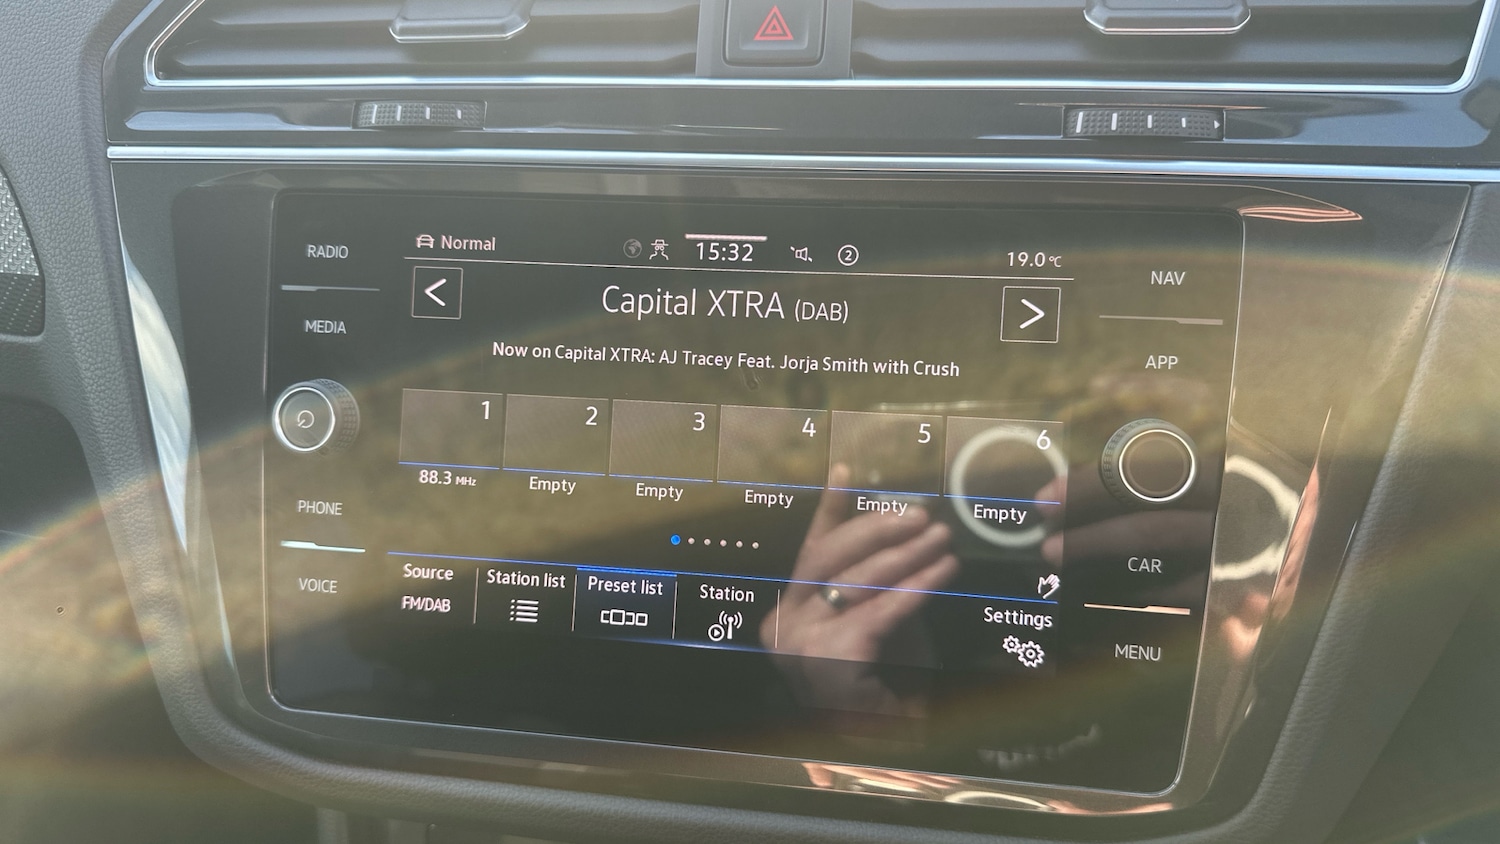 RADIO
MEDIA
PHONE
VOICE
Normal
15:32
2
19.0 °C
Capital XTRA (DAB)
Now on Capital XTRA: AJ Tracey Feat. Jorja Smith with Crush
1 2 3 4 5 6
88.3 MHz Empty Empty Empty Empty Empty
Source
FM/DAB
Station list
Preset list
Station
Settings
NAV
APP
CAR
MENU